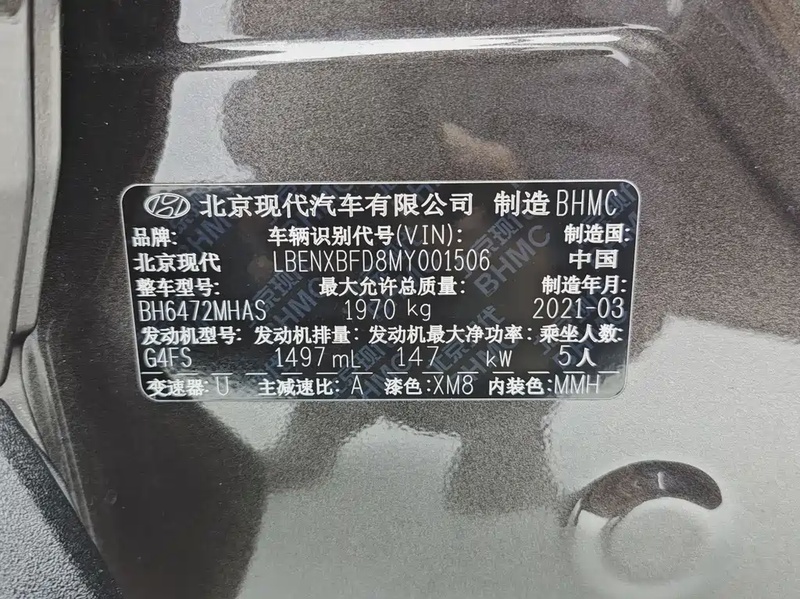 北京现代汽车有限公司 制造 BHMC
品牌: 车辆识别代号(VIN): 制造国:
北京现代 LBENXBFD8MY001506 中国
整车型号: 最大允许总质量: 制造年月:
BH6472MHAS 1970 kg 2021-03
发动机型号: 发动机排量: 发动机最大净功率: 乘坐人数:
G4FS 1497 mL 147 kW 5人
变速器: U 主减速比: A 漆色: XM8 内装色: MMH